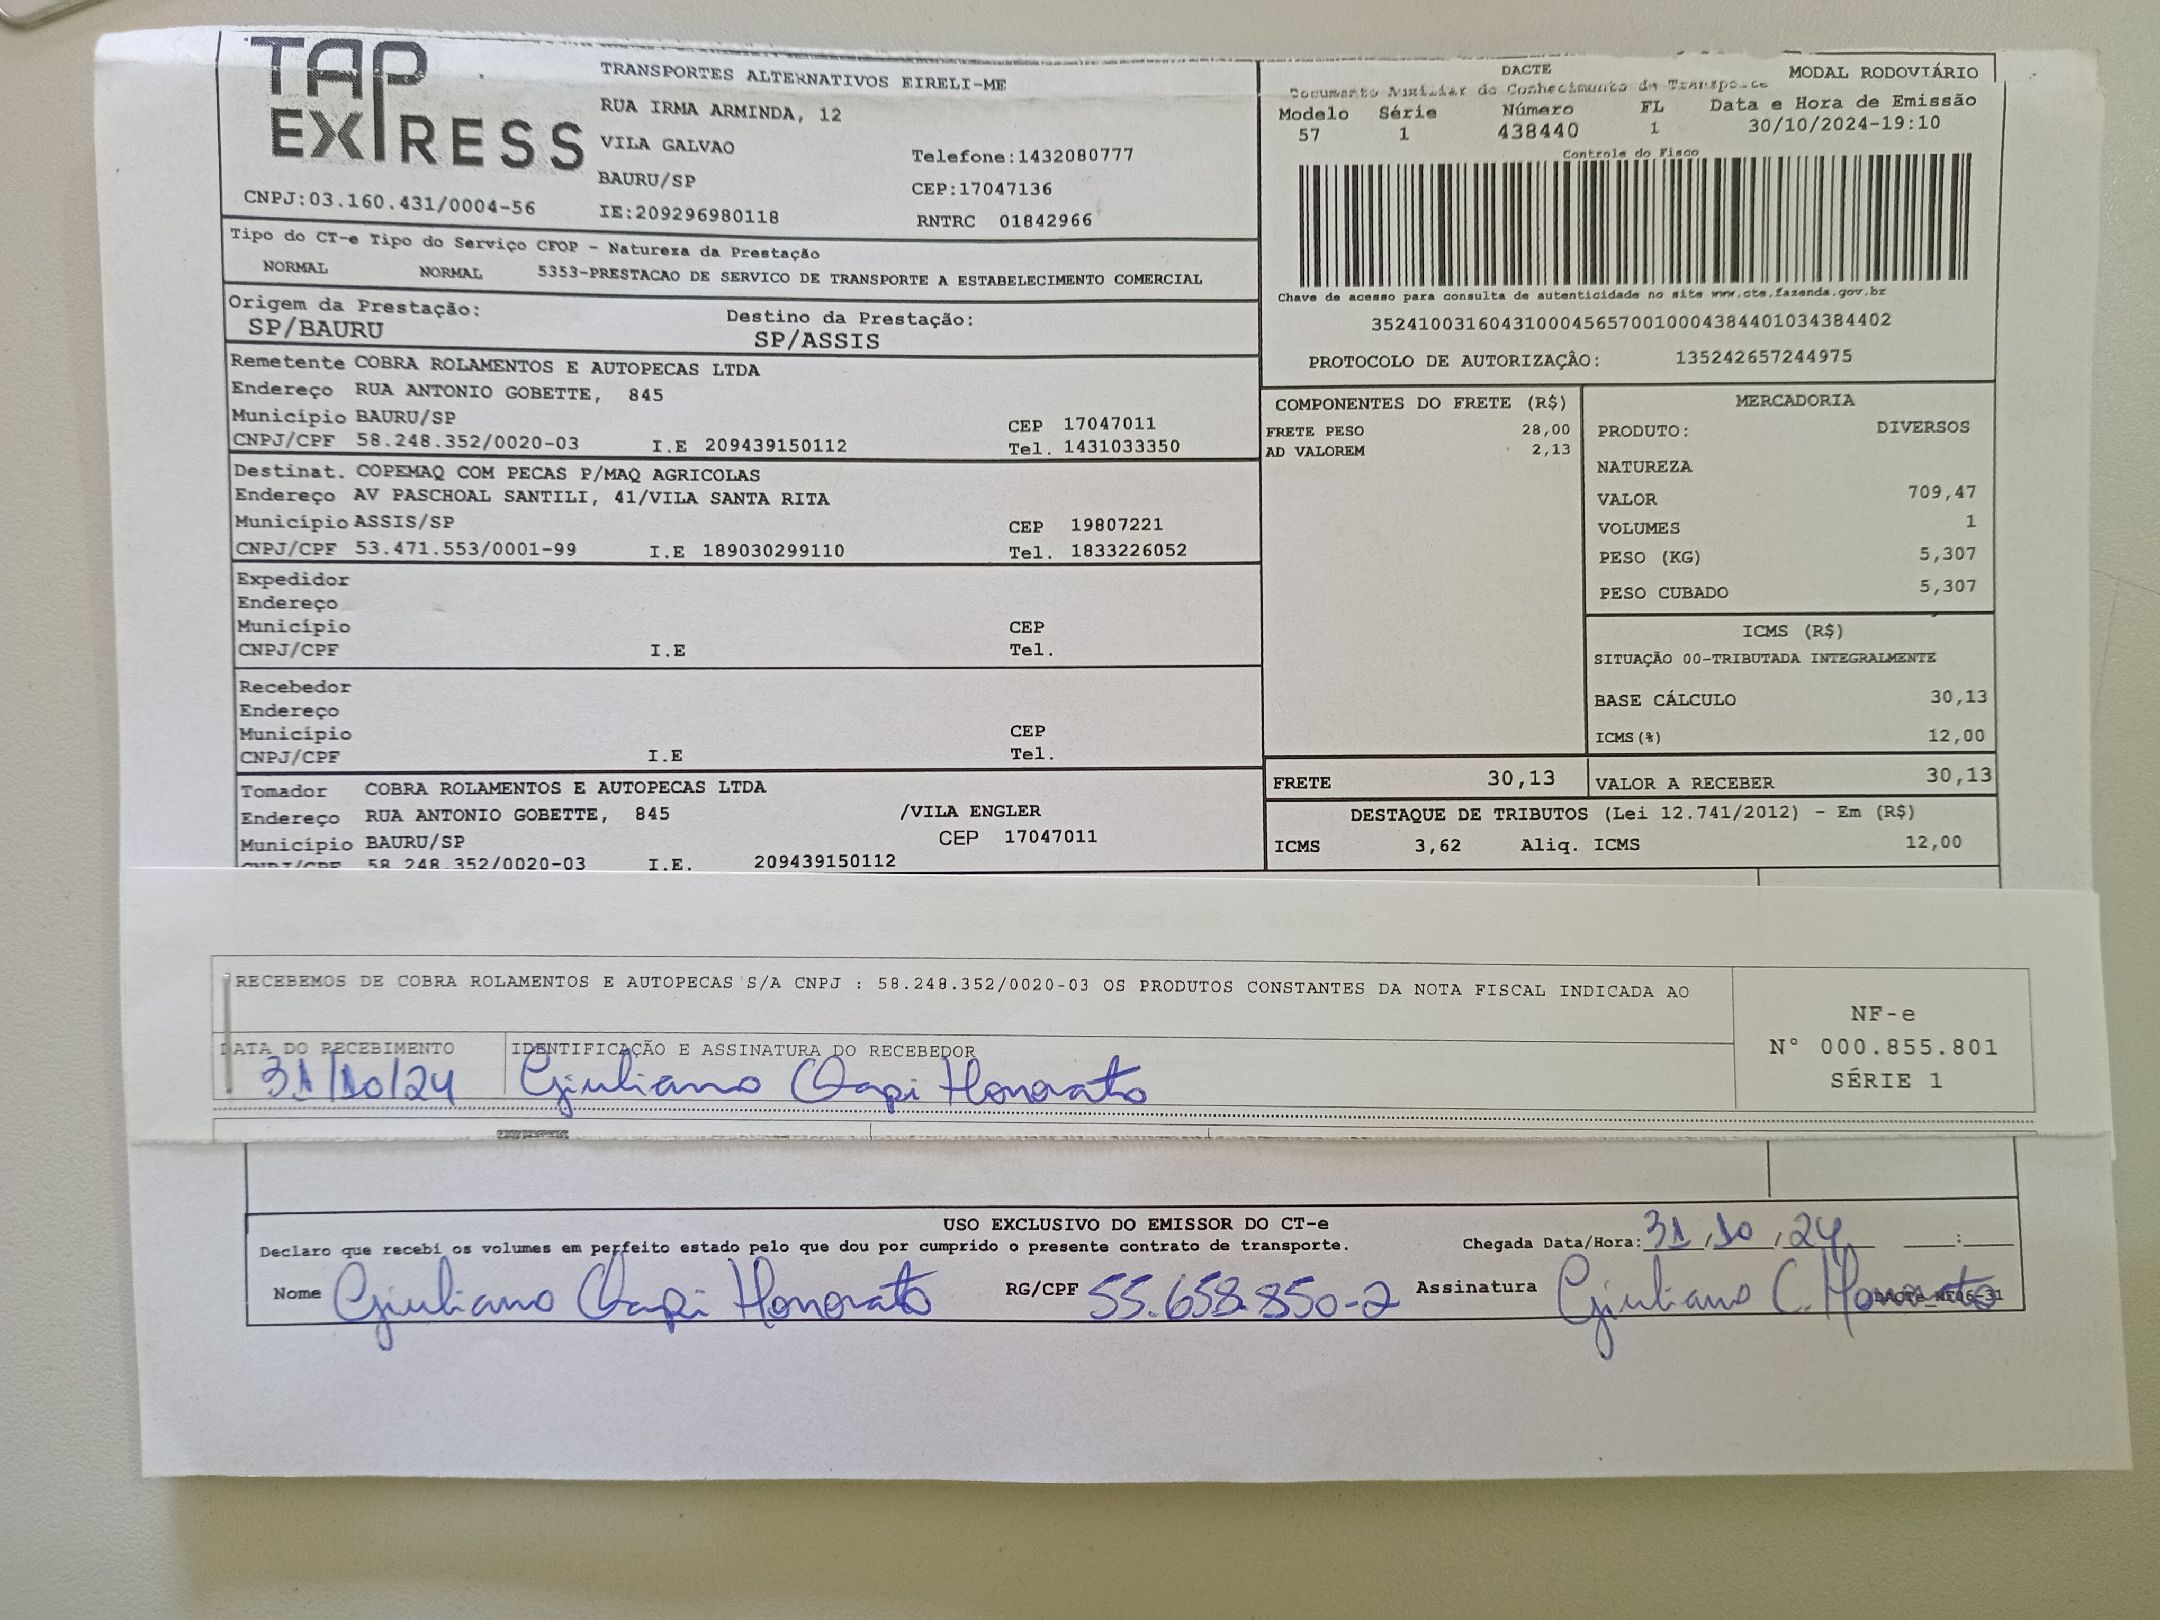 TAP
EXPRESS
TRANSPORTES ALTERNATIVOS EIRELI-ME
RUA IRMA ARMINDA, 12
VILA GALVAO
Telefone:1432080777
BAURU/SP
CEP:17047136
CNPJ:03.160.431/0004-56
IE:209296980118
RNTRC 01842966
DACTE
MODAL RODOVIÁRIO
Documento Auxiliar do Conhecimento de Transporte
Modelo Série Número FL Data e Hora de Emissão
57 1 438440 1 30/10/2024-19:10
Controle do Fisco
Chave de acesso para consulta de autenticidade no site www.cte.fazenda.gov.br
35241003160431000456570010004384401034384402
PROTOCOLO DE AUTORIZAÇÃO: 135242657244975
Tipo do CT-e Tipo do Serviço CFOP - Natureza da Prestação
NORMAL NORMAL 5353-PRESTACAO DE SERVICO DE TRANSPORTE A ESTABELECIMENTO COMERCIAL
Origem da Prestação: Destino da Prestação:
SP/BAURU SP/ASSIS
Remetente COBRA ROLAMENTOS E AUTOPECAS LTDA
Endereço RUA ANTONIO GOBETTE, 845
Município BAURU/SP CEP 17047011
CNPJ/CPF 58.248.352/0020-03 I.E 209439150112 Tel. 1431033350
Destinat. COPEMAQ COM PECAS P/MAQ AGRICOLAS
Endereço AV PASCHOAL SANTILI, 41/VILA SANTA RITA
Município ASSIS/SP CEP 19807221
CNPJ/CPF 53.471.553/0001-99 I.E 189030299110 Tel. 1833226052
Expedidor
Endereço
Município CEP
CNPJ/CPF I.E Tel.
Recebedor
Endereço
Município CEP
CNPJ/CPF I.E Tel.
Tomador COBRA ROLAMENTOS E AUTOPECAS LTDA
Endereço RUA ANTONIO GOBETTE, 845 /VILA ENGLER
Município BAURU/SP CEP 17047011
CNPJ/CPF 58.248.352/0020-03 I.E. 209439150112
COMPONENTES DO FRETE (R$)
FRETE PESO 28,00
AD VALOREM 2,13
MERCADORIA
PRODUTO: DIVERSOS
NATUREZA
VALOR 709,47
VOLUMES 1
PESO (KG) 5,307
PESO CUBADO 5,307
ICMS (R$)
SITUAÇÃO 00-TRIBUTADA INTEGRALMENTE
BASE CÁLCULO 30,13
ICMS(%) 12,00
FRETE 30,13 VALOR A RECEBER 30,13
DESTAQUE DE TRIBUTOS (Lei 12.741/2012) - Em (R$)
ICMS 3,62 Aliq. ICMS 12,00
RECEBEMOS DE COBRA ROLAMENTOS E AUTOPECAS S/A CNPJ : 58.248.352/0020-03 OS PRODUTOS CONSTANTES DA NOTA FISCAL INDICADA AO
DATA DO RECEBIMENTO IDENTIFICAÇÃO E ASSINATURA DO RECEBEDOR
31/10/24 Giuliano Capi Honorato
NF-e
N° 000.855.801
SÉRIE 1
USO EXCLUSIVO DO EMISSOR DO CT-e
Declaro que recebi os volumes em perfeito estado pelo que dou por cumprido o presente contrato de transporte.
Chegada Data/Hora: 31/10/24 :
Nome Giuliano Capi Honorato RG/CPF 55.658.850-2 Assinatura Giuliano C. Honorato